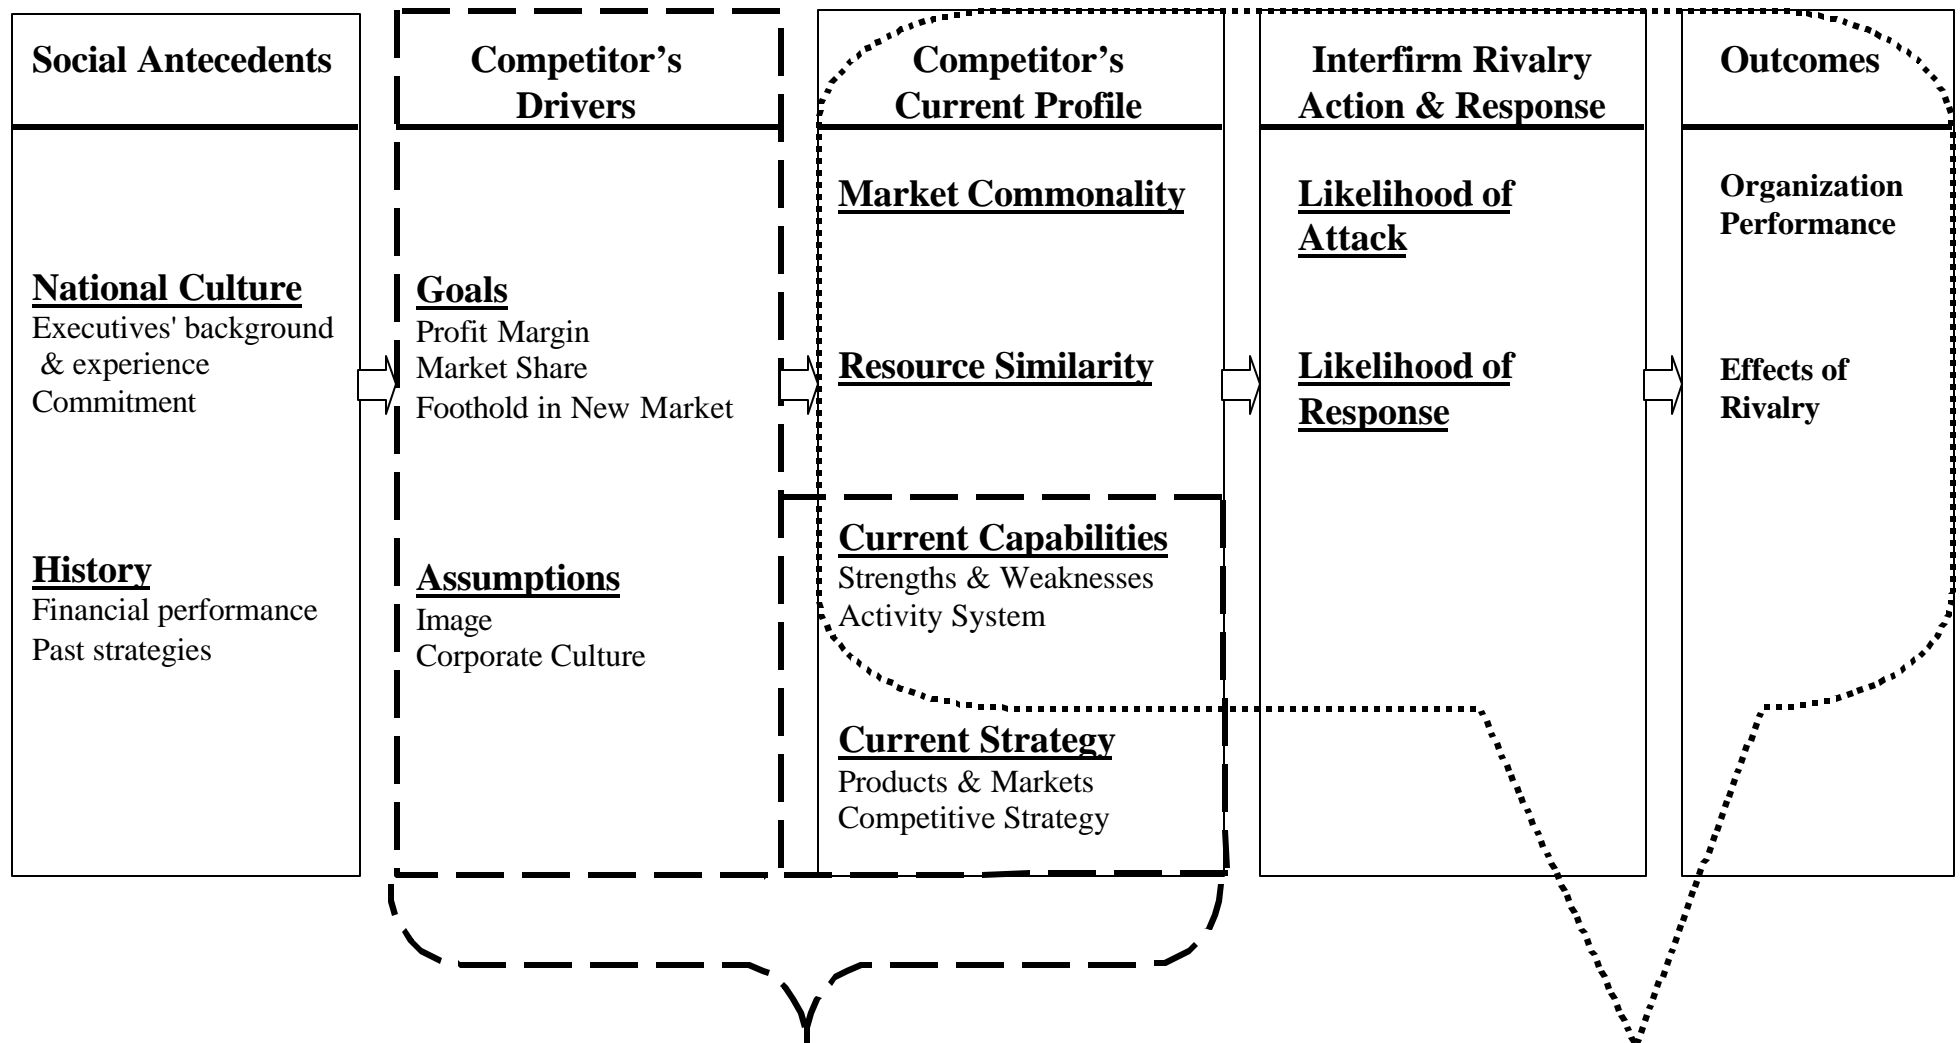 Social Antecedents
National Culture
Executives' background
& experience
Commitment
History
Financial performance
Past strategies
Competitor's
Drivers
Goals
Profit Margin
Market Share
Foothold in New Market
Assumptions
Image
Corporate Culture
Competitor's
Current Profile
Market Commonality
Resource Similarity
Current Capabilities
Strengths & Weaknesses
Activity System
Current Strategy
Products & Markets
Competitive Strategy
Interfirm Rivalry
Action & Response
Likelihood of
Attack
Likelihood of
Response
Outcomes
Organization
Performance
Effects of
Rivalry